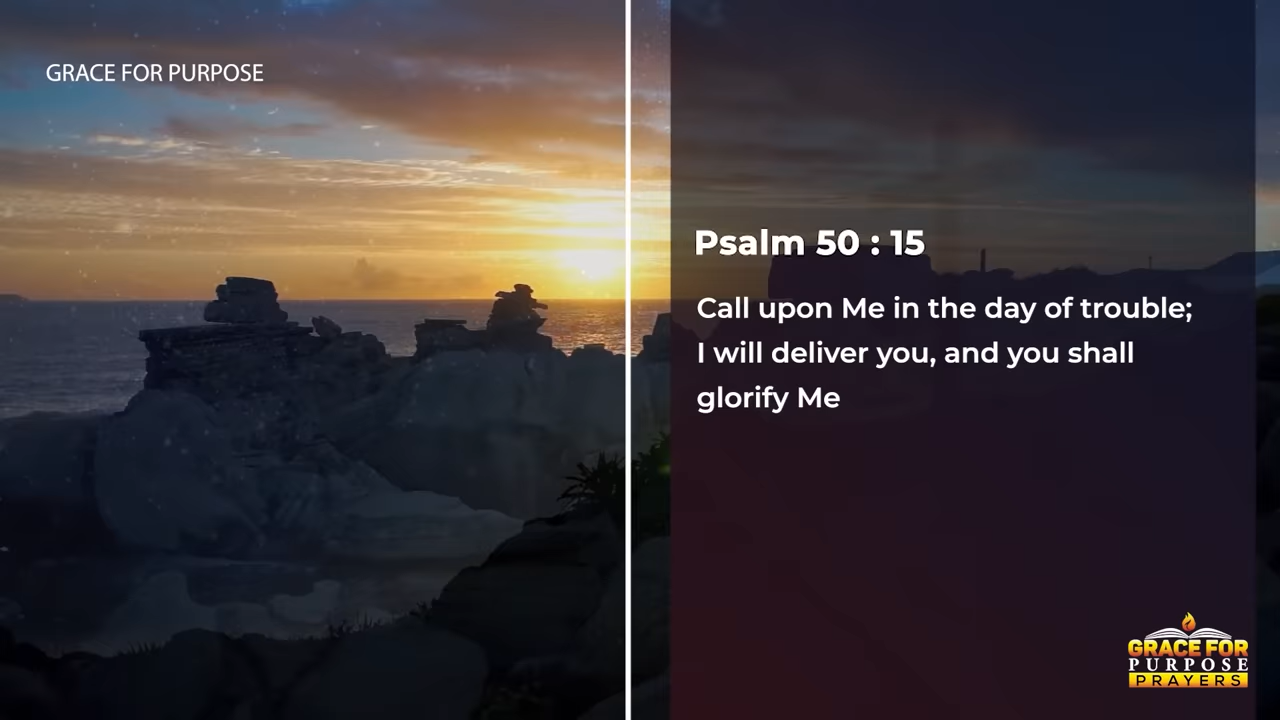 GRACE FOR PURPOSE
Psalm 50 : 15
Call upon Me in the day of trouble;
I will deliver you, and you shall
glorify Me
GRACE FOR
PURPOSE
PRAYERS